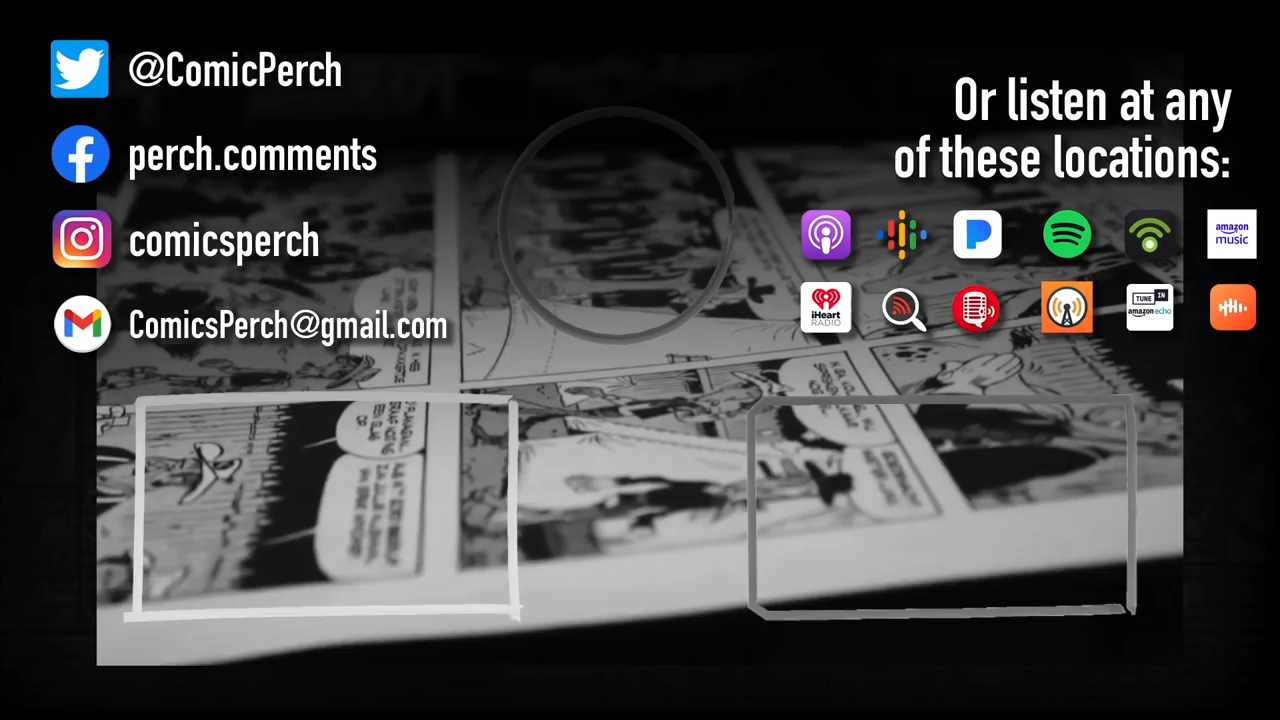 @ComicPerch
perch.comments
comicsperch
ComicsPerch@gmail.com
Or listen at any
of these locations:
amazon
music
iHeart
RADIO
TUNE IN
amazon echo